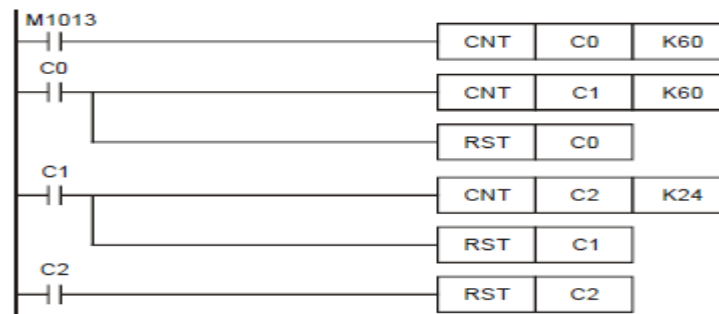 M1013
CNT C0 K60
C0
CNT C1 K60
RST C0
C1
CNT C2 K24
RST C1
C2
RST C2